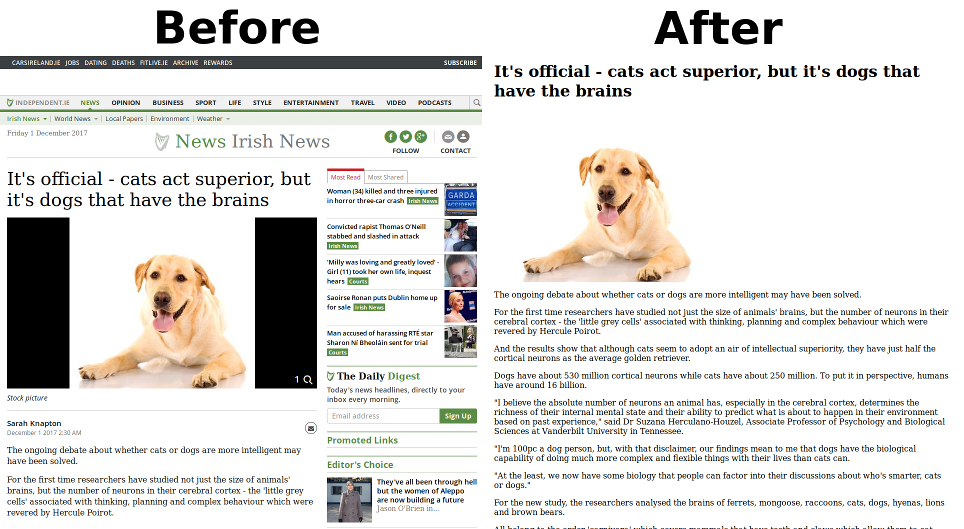 Before
CARSIRELAND.IE JOBS DATING DEATHS FITLIVE.IE ARCHIVE REWARDS SUBSCRIBE
INDEPENDENT.IE NEWS OPINION BUSINESS SPORT LIFE STYLE ENTERTAINMENT TRAVEL VIDEO PODCASTS
Irish News World News Local Papers Environment Weather
Friday 1 December 2017
News Irish News
FOLLOW CONTACT
It's official - cats act superior, but
it's dogs that have the brains
1
Stock picture
Sarah Knapton
December 1 2017 2:30 AM
The ongoing debate about whether cats or dogs are more intelligent may
have been solved.
For the first time researchers have studied not just the size of animals'
brains, but the number of neurons in their cerebral cortex - the 'little grey
cells' associated with thinking, planning and complex behaviour which were
revered by Hercule Poirot.
Most Read Most Shared
Woman (34) killed and three injured
in horror three-car crash Irish News
GARDA
ACCIDENT
Convicted rapist Thomas O'Neill
stabbed and slashed in attack
Irish News
'Milly was loving and greatly loved' -
Girl (11) took her own life, inquest
hears Courts
Saoirse Ronan puts Dublin home up
for sale Irish News
Man accused of harassing RTÉ star
Sharon Ní Bheoláin sent for trial
Courts
The Daily Digest
Today's news headlines, directly to your
inbox every morning.
Email address Sign Up
Promoted Links
Editor's Choice
They've all been through hell
but the women of Aleppo
are now building a future
Jason O'Brien in...
After
It's official - cats act superior, but it's dogs that
have the brains
The ongoing debate about whether cats or dogs are more intelligent may have been solved.
For the first time researchers have studied not just the size of animals' brains, but the number of neurons in their
cerebral cortex - the 'little grey cells' associated with thinking, planning and complex behaviour which were
revered by Hercule Poirot.
And the results show that although cats seem to adopt an air of intellectual superiority, they have just half the
cortical neurons as the average golden retriever.
Dogs have about 530 million cortical neurons while cats have about 250 million. To put it in perspective, humans
have around 16 billion.
"I believe the absolute number of neurons an animal has, especially in the cerebral cortex, determines the
richness of their internal mental state and their ability to predict what is about to happen in their environment
based on past experience," said Dr Suzana Herculano-Houzel, Associate Professor of Psychology and Biological
Sciences at Vanderbilt University in Tennessee.
"I'm 100pc a dog person, but, with that disclaimer, our findings mean to me that dogs have the biological
capability of doing much more complex and flexible things with their lives than cats can.
"At the least, we now have some biology that people can factor into their discussions about who's smarter, cats
or dogs."
For the new study, the researchers analysed the brains of ferrets, mongoose, raccoons, cats, dogs, hyenas, lions
and brown bears.